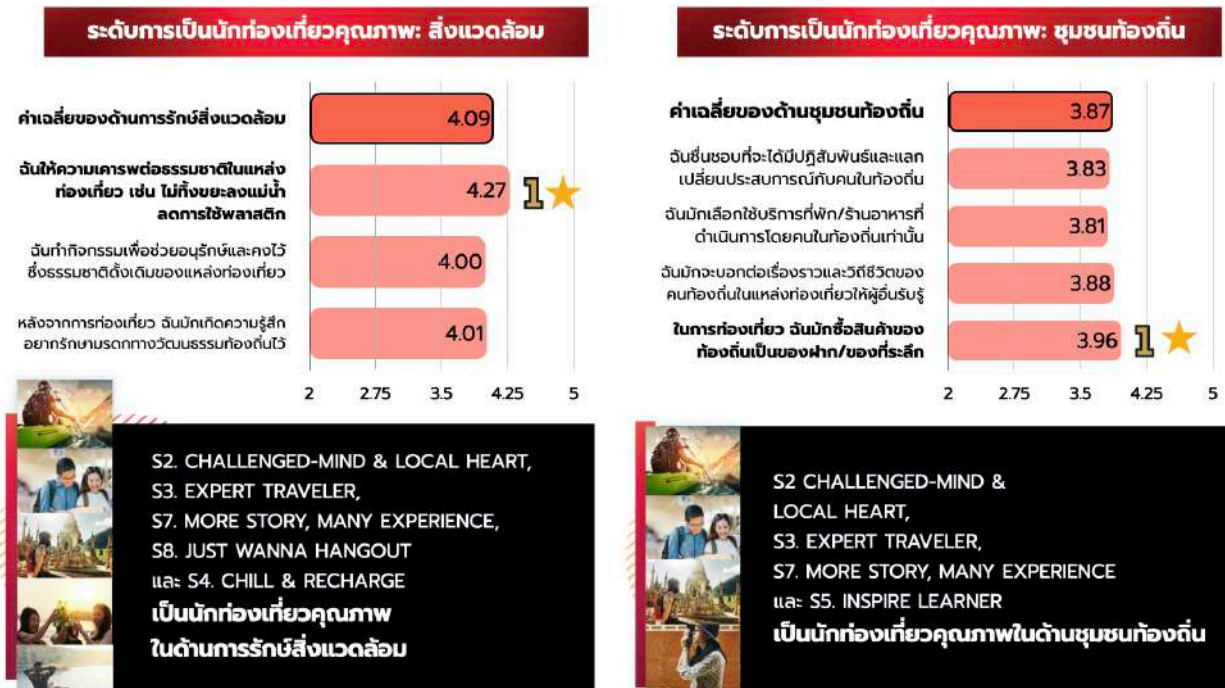 ระดับการเป็นนักท่องเที่ยวคุณภาพ: สิ่งแวดล้อม
ค่าเฉลี่ยของด้านการรักษ์สิ่งแวดล้อม
4.09
ฉันให้ความเคารพต่อธรรมชาติในแหล่ง
ท่องเที่ยว เช่น ไม่ทิ้งขยะลงแม่น้ำ
ลดการใช้พลาสติก
4.27
1
ฉันทำกิจกรรมเพื่อช่วยอนุรักษ์และคงไว้
ซึ่งธรรมชาติดั้งเดิมของแหล่งท่องเที่ยว
4.00
หลังจากการท่องเที่ยว ฉันมักเกิดความรู้สึก
อยากรักษามรดกทางวัฒนธรรมท้องถิ่นไว้
4.01
2 2.75 3.5 4.25 5
S2. CHALLENGED-MIND & LOCAL HEART,
S3. EXPERT TRAVELER,
S7. MORE STORY, MANY EXPERIENCE,
S8. JUST WANNA HANGOUT
และ S4. CHILL & RECHARGE
เป็นนักท่องเที่ยวคุณภาพ
ในด้านการรักษ์สิ่งแวดล้อม
ระดับการเป็นนักท่องเที่ยวคุณภาพ: ชุมชนท้องถิ่น
ค่าเฉลี่ยของด้านชุมชนท้องถิ่น
3.87
ฉันชื่นชอบที่จะได้มีปฏิสัมพันธ์และแลก
เปลี่ยนประสบการณ์กับคนในท้องถิ่น
3.83
ฉันมักเลือกใช้บริการที่พัก/ร้านอาหารที่
ดำเนินการโดยคนในท้องถิ่นเท่านั้น
3.81
ฉันมักจะบอกต่อเรื่องราวและวิถีชีวิตของ
คนท้องถิ่นในแหล่งท่องเที่ยวให้ผู้อื่นรับรู้
3.88
ในการท่องเที่ยว ฉันมักซื้อสินค้าของ
ท้องถิ่นเป็นของฝาก/ของที่ระลึก
3.96
1
2 2.75 3.5 4.25 5
S2 CHALLENGED-MIND &
LOCAL HEART,
S3. EXPERT TRAVELER,
S7. MORE STORY, MANY EXPERIENCE
และ S5. INSPIRE LEARNER
เป็นนักท่องเที่ยวคุณภาพในด้านชุมชนท้องถิ่น